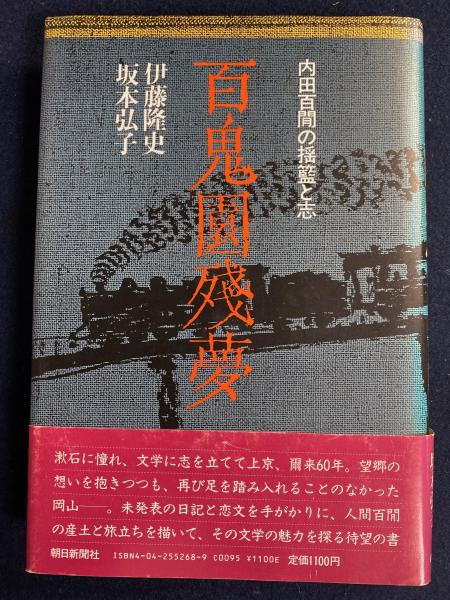 内田百閒の揺籃と志
百鬼園残夢
伊藤隆史
坂本弘子
漱石に憧れ、文学に志を立てて上京、爾来60年。望郷の
想いを抱きつつも、再び足を踏み入れることのなかった
岡山――。未発表の日記と恋文を手がかりに、人間百閒
の産土と旅立ちを描いて、その文学の魅力を探る待望の書
朝日新聞社 ISBN4-04-255268-9 C0095 ¥1100E 定価1100円